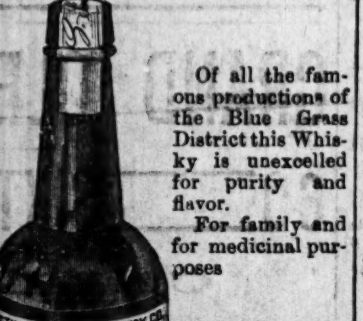 Of all the fam-
ous productions of
the Blue Grass
District this Whis-
ky is unexcelled
for purity and
flavor.
For family and
for medicinal pur-
poses
CO.